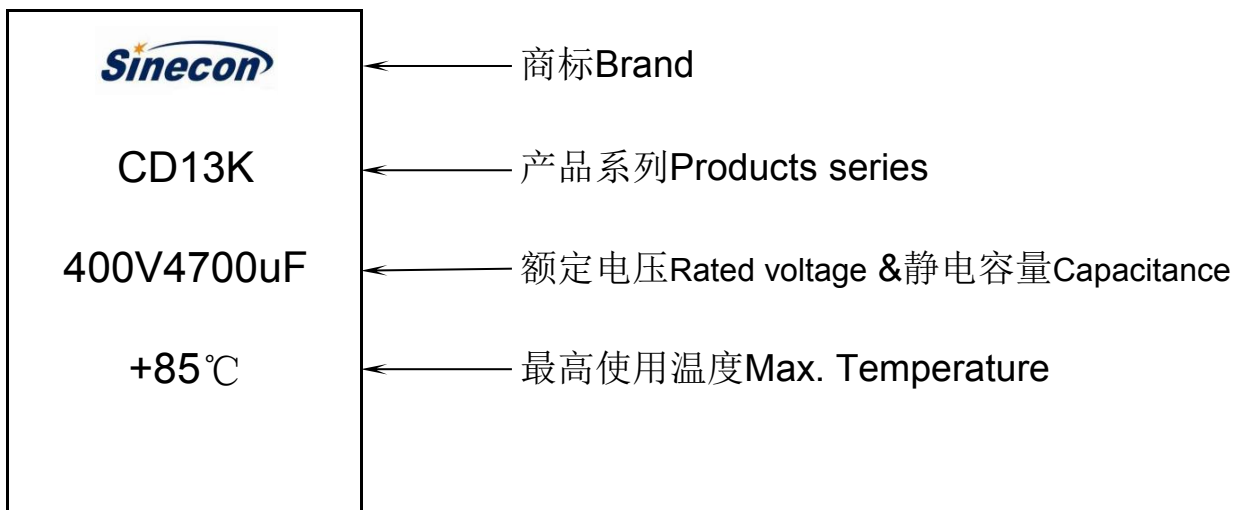 Sinecon 商标Brand
CD13K 产品系列Products series
400V4700uF 额定电压Rated voltage &静电容量Capacitance
+85℃ 最高使用温度Max. Temperature